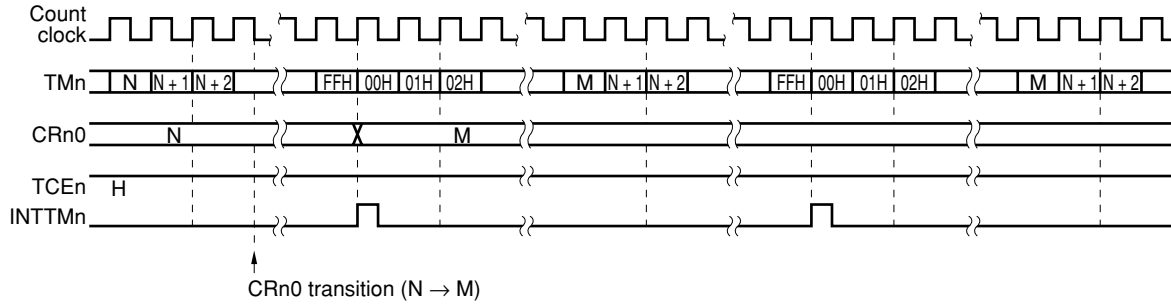 Count
clock
TMn N N + 1 N + 2 FFH 00H 01H 02H M N + 1 N + 2 FFH 00H 01H 02H M N + 1 N + 2
CRn0 N M
TCEn H
INTTMn
CRn0 transition (N → M)